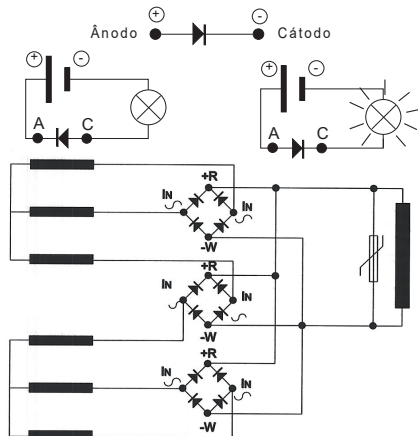 Ânodo + - Cátodo
+ -
A C
+ -
A C
+R
IN IN
-W
+R
IN IN
-W
+R
IN IN
-W